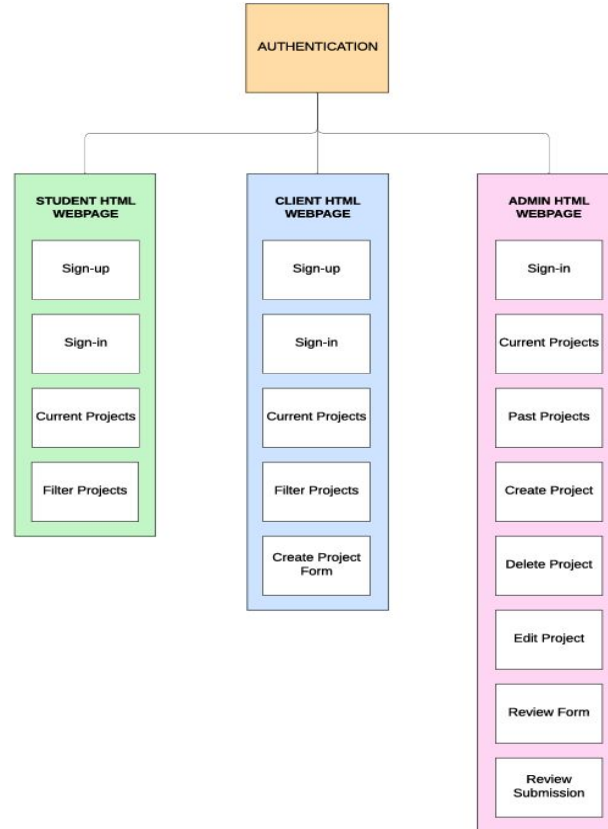 AUTHENTICATION
STUDENT HTML
WEBPAGE
Sign-up
Sign-in
Current Projects
Filter Projects
CLIENT HTML
WEBPAGE
Sign-up
Sign-in
Current Projects
Filter Projects
Create Project
Form
ADMIN HTML
WEBPAGE
Sign-in
Current Projects
Past Projects
Create Project
Delete Project
Edit Project
Review Form
Review
Submission